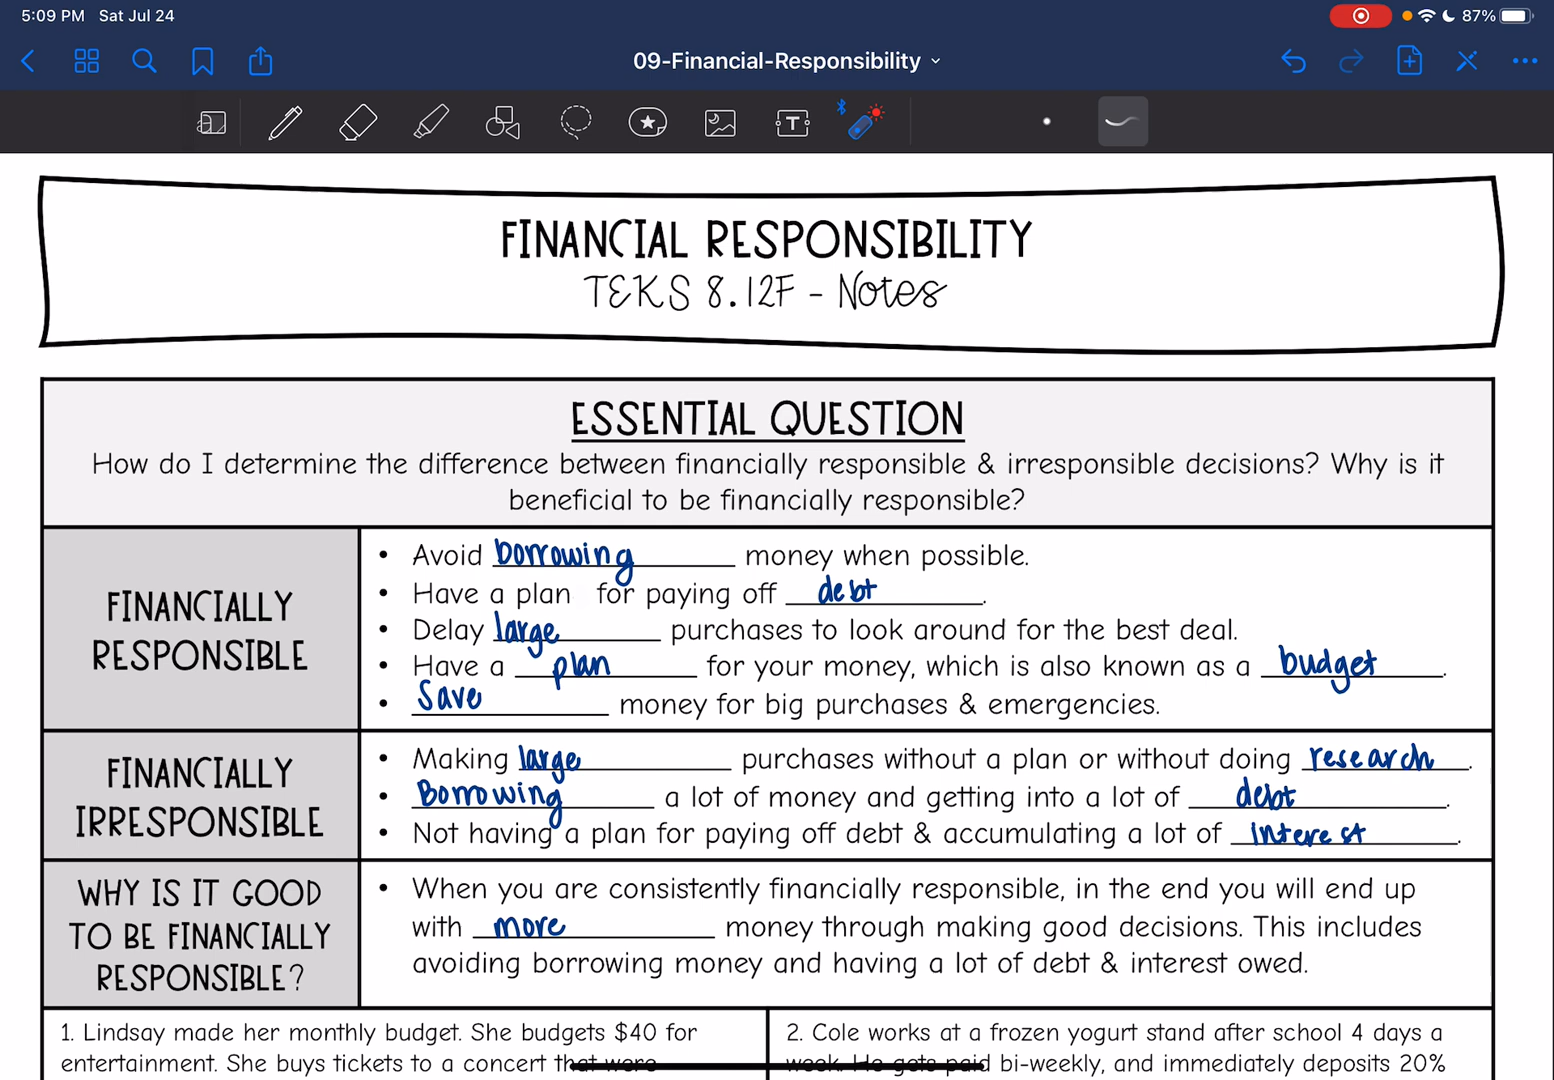 5:09 PM Sat Jul 24
87%
09-Financial-Responsibility
T
FINANCIAL RESPONSIBILITY
TEKS 8.12F - Notes
ESSENTIAL QUESTION
How do I determine the difference between financially responsible & irresponsible decisions? Why is it
beneficial to be financially responsible?
FINANCIALLY
RESPONSIBLE
• Avoid borrowing money when possible.
• Have a plan for paying off debt.
• Delay large purchases to look around for the best deal.
• Have a plan for your money, which is also known as a budget.
• Save money for big purchases & emergencies.
FINANCIALLY
IRRESPONSIBLE
• Making large purchases without a plan or without doing research.
• Borrowing a lot of money and getting into a lot of debt.
• Not having a plan for paying off debt & accumulating a lot of interest.
WHY IS IT GOOD
TO BE FINANCIALLY
RESPONSIBLE?
• When you are consistently financially responsible, in the end you will end up
with more money through making good decisions. This includes
avoiding borrowing money and having a lot of debt & interest owed.
1. Lindsay made her monthly budget. She budgets $40 for
entertainment. She buys tickets to a concert that were
2. Cole works at a frozen yogurt stand after school 4 days a
week. He gets paid bi-weekly, and immediately deposits 20%